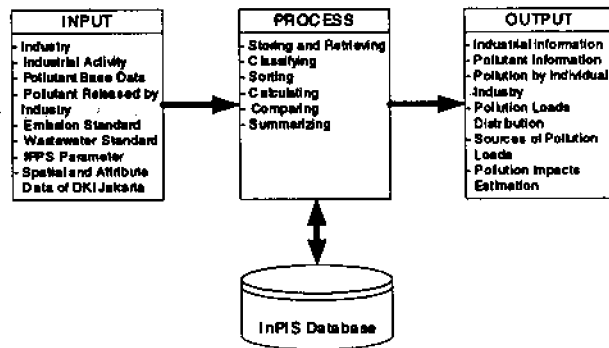 INPUT
- Industry
- Industrial Activity
- Pollutant Base Data
- Pollutant Released by
Industry
- Emission Standard
- Wastewater Standard
- IPPS Parameter
- Spatial and Attribute
Data of DKI Jakarta
PROCESS
- Storing and Retrieving
- Classifying
- Sorting
- Calculating
- Comparing
- Summarizing
OUTPUT
- Industrial Information
- Pollutant Information
- Pollution by Individual
Industry
- Pollution Loads
Distribution
- Sources of Pollution
Loads
- Pollution Impacts
Estimation
InPIS Database